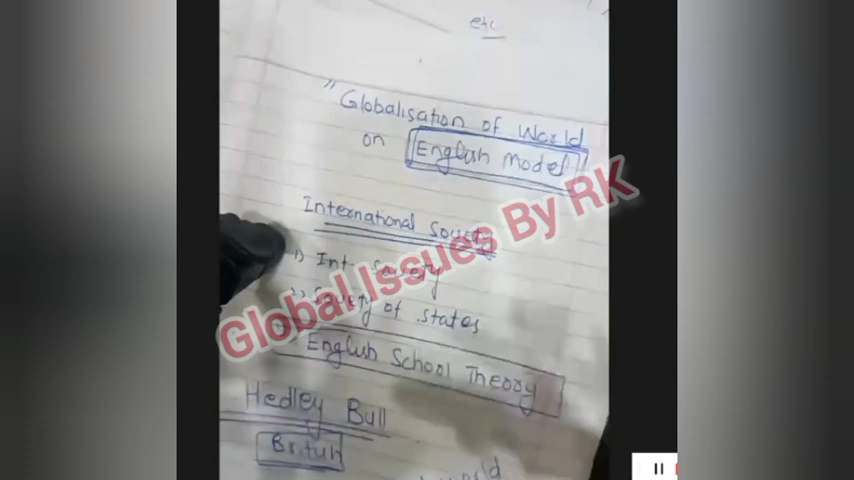 etc
"Globalisation of World
on English Model
International Society
1) Int. Society
2) Society of states
English School Theory
Hedley Bull
British
world
Global Issues By RK